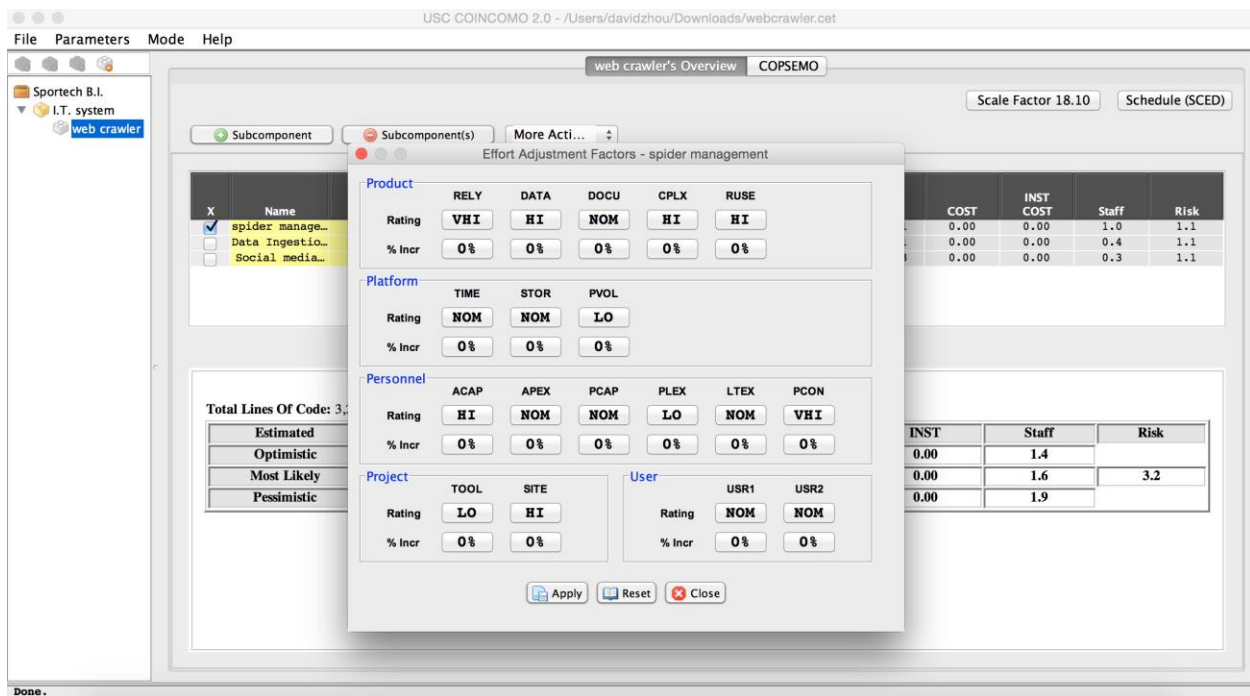 USC COINCOMO 2.0 - /Users/davidzhou/Downloads/webcrawler.cet
File Parameters Mode Help
web crawler's Overview COPSEMO
Sportech B.I.
I.T. system
web crawler
Scale Factor 18.10 Schedule (SCED)
Subcomponent Subcomponent(s) More Acti...
Effort Adjustment Factors - spider management
X Name COST INST COST Staff Risk
spider manage… 0.00 0.00 1.0 1.1
Data Ingestio… 0.00 0.00 0.4 1.1
Social media… 0.00 0.00 0.3 1.1
Product
RELY DATA DOCU CPLX RUSE
Rating VHI HI NOM HI HI
% Incr 0% 0% 0% 0% 0%
Platform
TIME STOR PVOL
Rating NOM NOM LO
% Incr 0% 0% 0%
Personnel
ACAP APEX PCAP PLEX LTEX PCON
Rating HI NOM NOM LO NOM VHI
% Incr 0% 0% 0% 0% 0% 0%
Project
TOOL SITE
Rating LO HI
% Incr 0% 0%
User
USR1 USR2
Rating NOM NOM
% Incr 0% 0%
Apply Reset Close
Total Lines Of Code: 3,
Estimated INST Staff Risk
Optimistic 0.00 1.4
Most Likely 0.00 1.6 3.2
Pessimistic 0.00 1.9
Done.